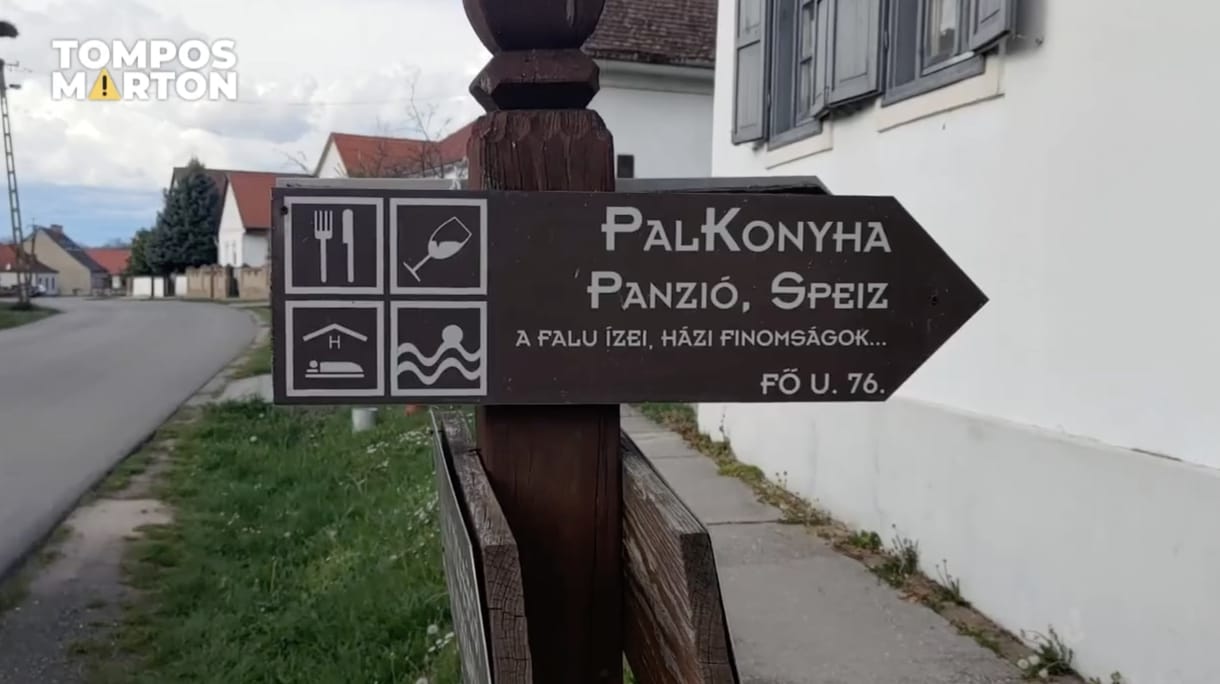 TOMPOS
MARTON
PALKONYHA
PANZIÓ, SPEIZ
A FALU ÍZEI, HÁZI FINOMSÁGOK...
FŐ U. 76.
H